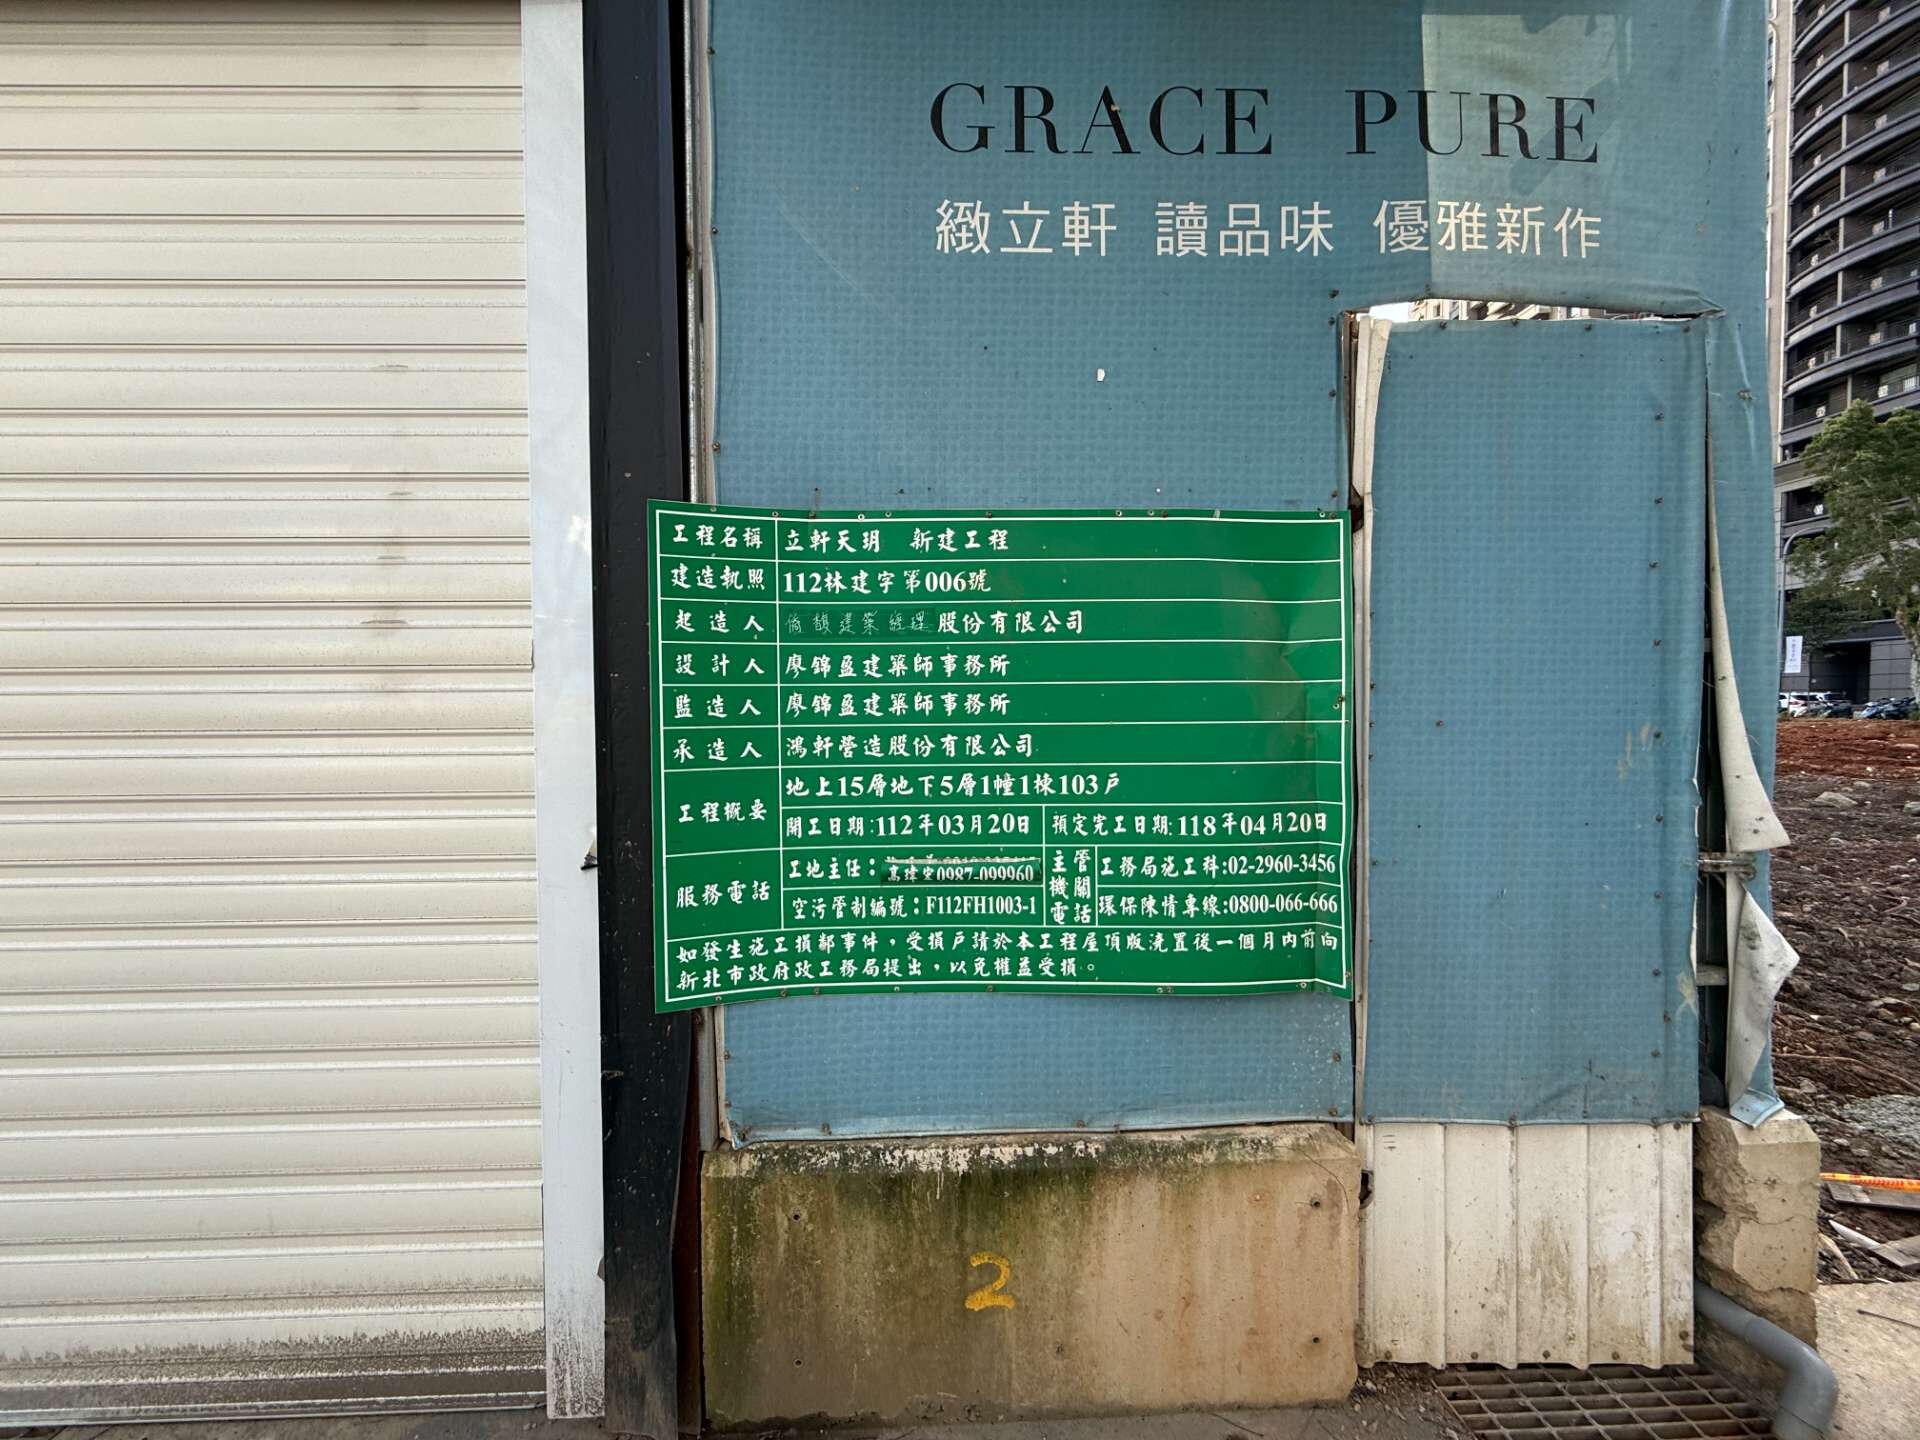 GRACE PURE
緻立軒 讀品味 優雅新作
工程名稱 立軒天玥 新建工程
建造執照 112林建字第006號
起造人 股份有限公司
設計人 廖錦盈建築師事務所
監造人 廖錦盈建築師事務所
承造人 鴻軒營造股份有限公司
工程概要 地上15層地下5層1幢1棟103戶
開工日期:112年03月20日 預定完工日期:118年04月20日
服務電話 工地主任：0987-099960
空污管制編號：F112FH1003-1
主管機關電話 工務局施工科:02-2960-3456
環保陳情專線:0800-066-666
如發生施工損鄰事件，受損戶請於本工程屋頂版澆置後一個月內前向
新北市政府政工務局提出，以免權益受損。
2